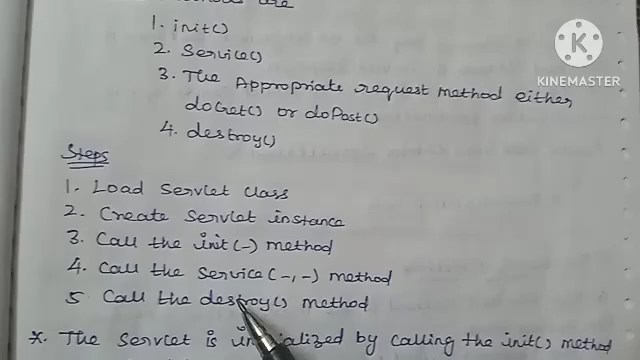 are
1. init()
2. Service()
3. The Appropriate request method either
doGet() or doPost()
4. destroy()
Steps
1. Load Servlet class
2. Create Servlet instance
3. Call the init(-) method
4. Call the Service(-,-) method
5 Call the destroy() method
*. The Servlet is initialized by calling the init() method
K
KINEMASTER